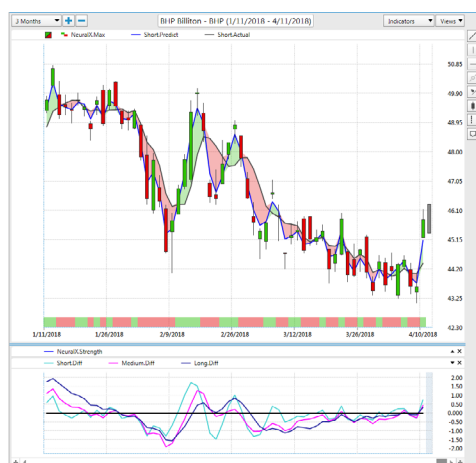 3 Months
BHP Billiton - BHP (1/11/2018 - 4/11/2018)
Indicators
Views
NeuralX.Max
Short.Predict
Short.Actual
50.85
49.90
48.95
48.00
47.05
46.10
45.15
44.20
43.25
42.30
1/11/2018
1/26/2018
2/9/2018
2/26/2018
3/12/2018
3/26/2018
4/10/2018
NeuralX.Strength
Short.Diff
Medium.Diff
Long.Diff
2.00
1.50
1.00
0.50
0.000
-0.50
-1.00
-1.50
-2.00